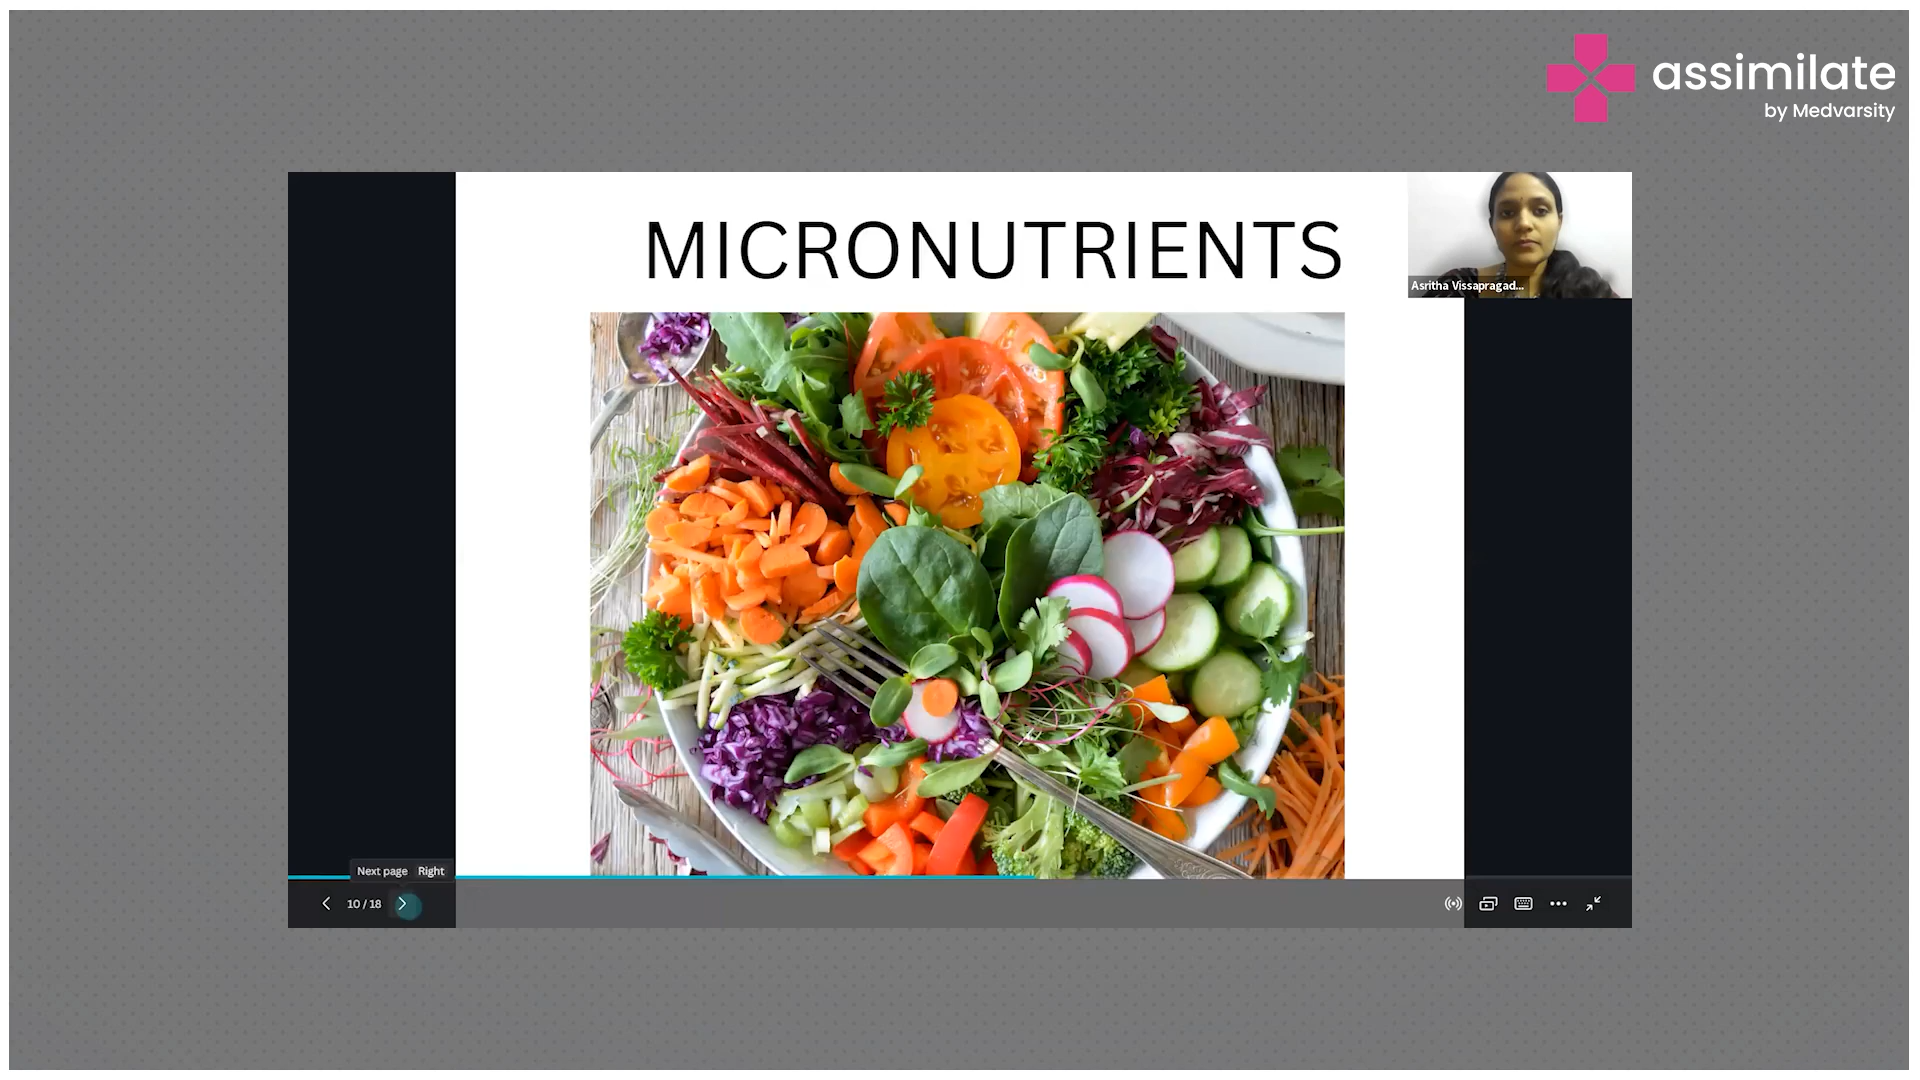 assimilate
by Medvarsity
MICRONUTRIENTS
Asritha Vissapragad...
Next page Right
10 / 18